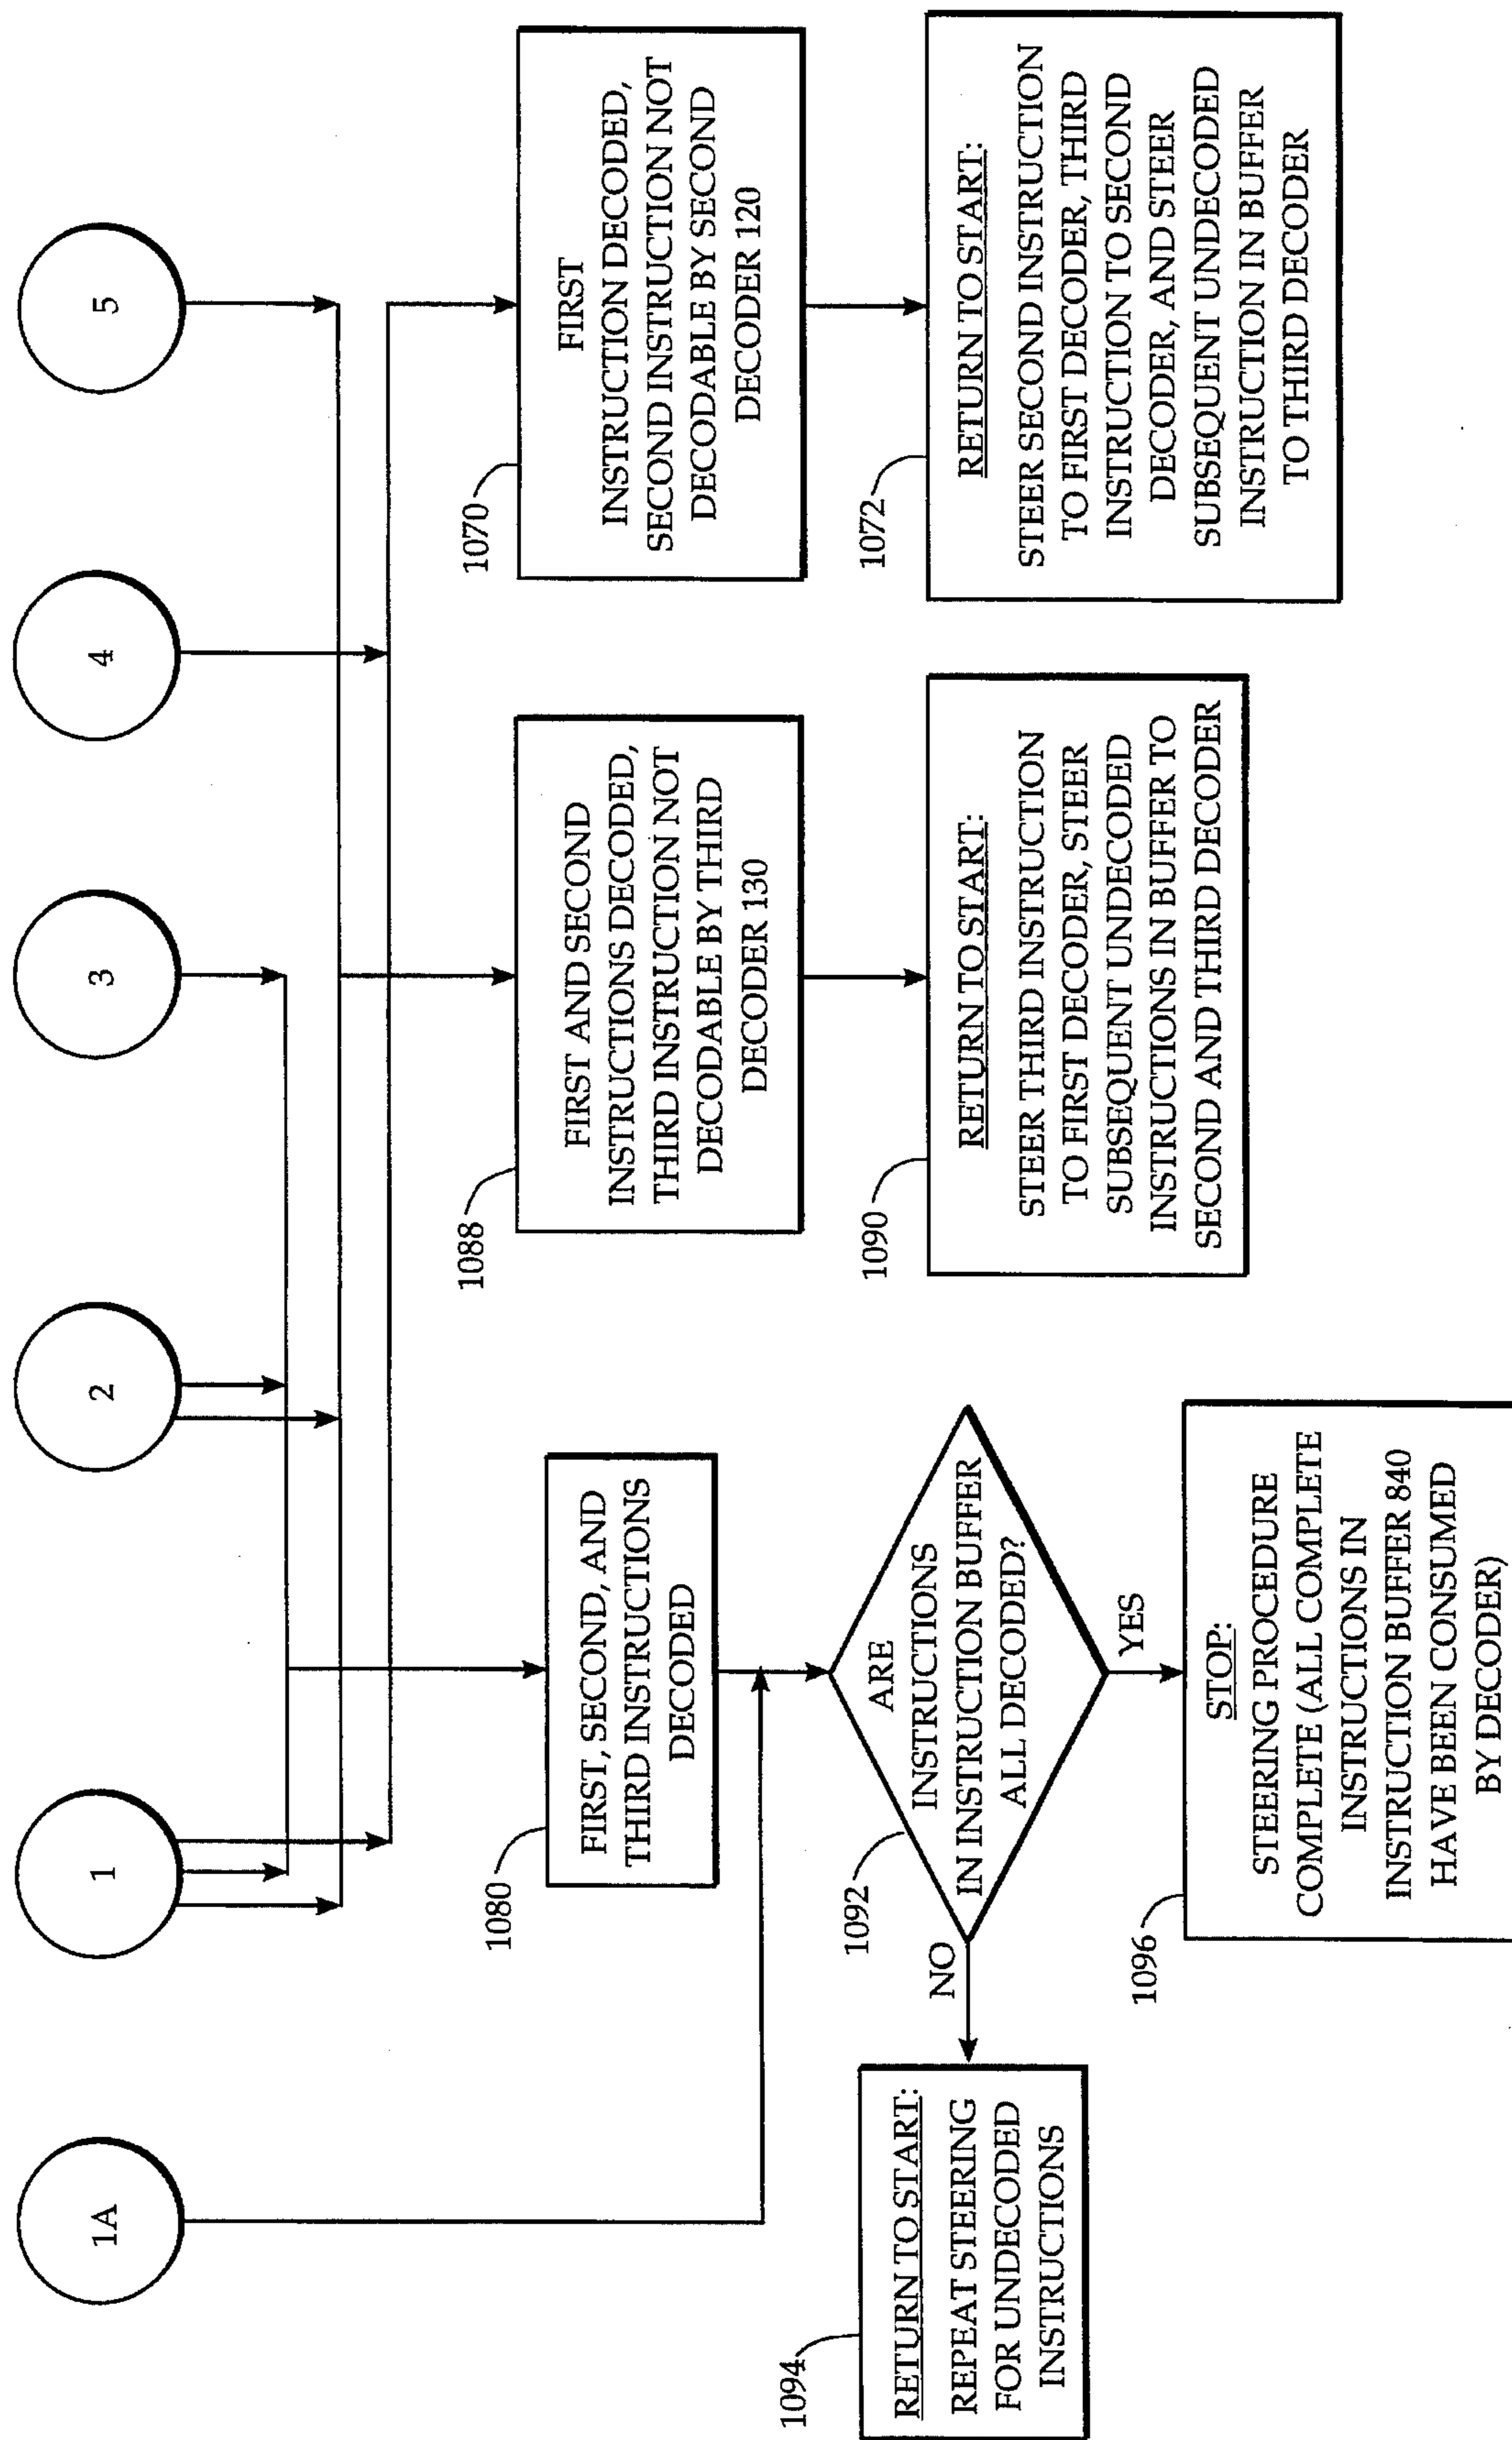 1A
1
2
3
4
5
1080
FIRST, SECOND, AND
THIRD INSTRUCTIONS
DECODED
1088
FIRST AND SECOND
INSTRUCTIONS DECODED,
THIRD INSTRUCTION NOT
DECODABLE BY THIRD
DECODER 130
1070
FIRST
INSTRUCTION DECODED,
SECOND INSTRUCTION NOT
DECODABLE BY SECOND
DECODER 120
1094
RETURN TO START:
REPEAT STEERING
FOR UNDECODED
INSTRUCTIONS
NO
1092
ARE
INSTRUCTIONS
IN INSTRUCTION BUFFER
ALL DECODED?
YES
1090
RETURN TO START:
STEER THIRD INSTRUCTION
TO FIRST DECODER, STEER
SUBSEQUENT UNDECODED
INSTRUCTIONS IN BUFFER TO
SECOND AND THIRD DECODER
1072
RETURN TO START:
STEER SECOND INSTRUCTION
TO FIRST DECODER, THIRD
INSTRUCTION TO SECOND
DECODER, AND STEER
SUBSEQUENT UNDECODED
INSTRUCTION IN BUFFER
TO THIRD DECODER
1096
STOP:
STEERING PROCEDURE
COMPLETE (ALL COMPLETE
INSTRUCTIONS IN
INSTRUCTION BUFFER 840
HAVE BEEN CONSUMED
BY DECODER)